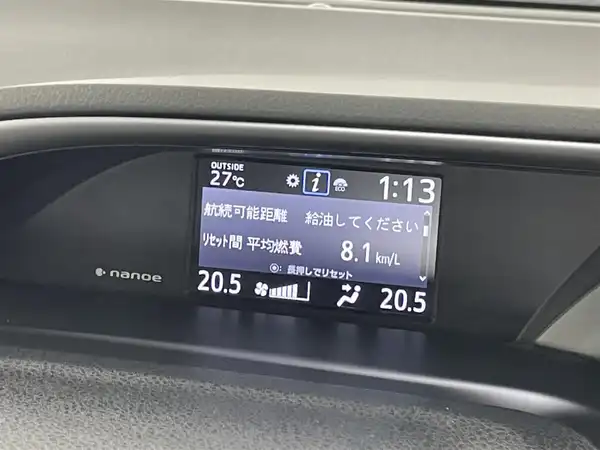 OUTSIDE
27℃
i
ECO
1:13
航続可能距離 給油してください
リセット間 平均燃費 8.1 km/L
長押しでリセット
nanoe
20.5
20.5